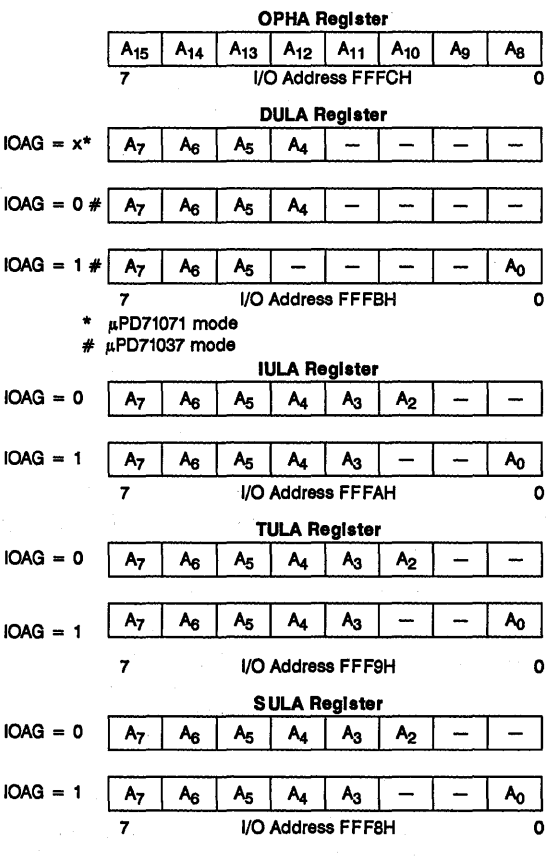 OPHA Register
A15 A14 A13 A12 A11 A10 A9 A8
7 I/O Address FFFCH 0
DULA Register
IOAG = x* A7 A6 A5 A4 — — — —
IOAG = 0 # A7 A6 A5 A4 — — — —
IOAG = 1 # A7 A6 A5 — — — — A0
7 I/O Address FFFBH 0
* μPD71071 mode
# μPD71037 mode
IULA Register
IOAG = 0 A7 A6 A5 A4 A3 A2 — —
IOAG = 1 A7 A6 A5 A4 A3 — — A0
7 I/O Address FFFAH 0
TULA Register
IOAG = 0 A7 A6 A5 A4 A3 A2 — —
IOAG = 1 A7 A6 A5 A4 A3 — — A0
7 I/O Address FFF9H 0
SULA Register
IOAG = 0 A7 A6 A5 A4 A3 A2 — —
IOAG = 1 A7 A6 A5 A4 A3 — — A0
7 I/O Address FFF8H 0